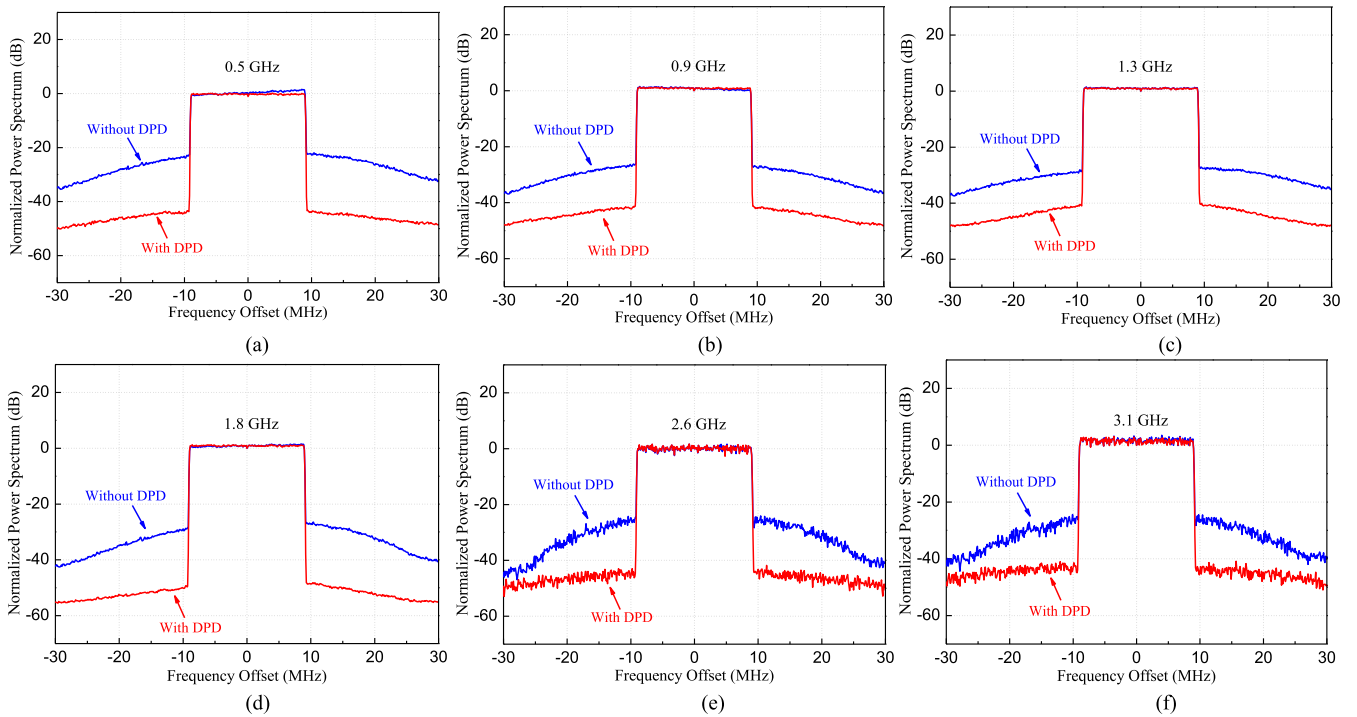 Normalized Power Spectrum (dB)
20
0
-20
-40
-60
0.5 GHz
Without DPD
With DPD
-30 -20 -10 0 10 20 30
Frequency Offset (MHz)
(a)
Normalized Power Spectrum (dB)
20
0
-20
-40
-60
0.9 GHz
Without DPD
With DPD
-30 -20 -10 0 10 20 30
Frequency Offset (MHz)
(b)
Normalized Power Spectrum (dB)
20
0
-20
-40
-60
1.3 GHz
Without DPD
With DPD
-30 -20 -10 0 10 20 30
Frequency Offset (MHz)
(c)
Normalized Power Spectrum (dB)
20
0
-20
-40
-60
1.8 GHz
Without DPD
With DPD
-30 -20 -10 0 10 20 30
Frequency Offset (MHz)
(d)
Normalized Power Spectrum (dB)
20
0
-20
-40
-60
2.6 GHz
Without DPD
With DPD
-30 -20 -10 0 10 20 30
Frequency Offset (MHz)
(e)
Normalized Power Spectrum (dB)
20
0
-20
-40
-60
3.1 GHz
Without DPD
With DPD
-30 -20 -10 0 10 20 30
Frequency Offset (MHz)
(f)